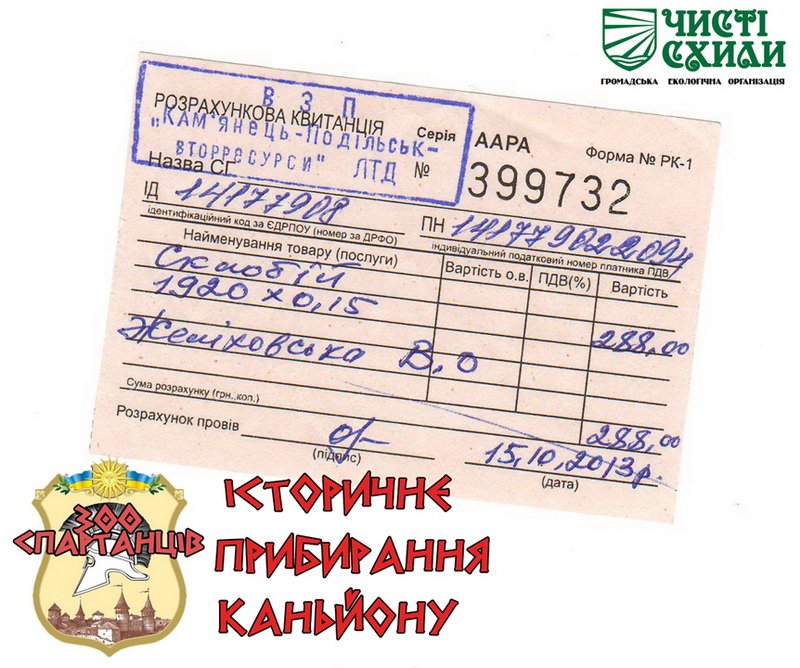 ЧИСТІ
СХИЛИ
ГРОМАДСЬКА ЕКОЛОГІЧНА ОРГАНІЗАЦІЯ
В З П
РОЗРАХУНКОВА КВИТАНЦІЯ
"КАМ'ЯНЕЦЬ-ПОДІЛЬСЬК-
ВТОРРЕСУРСИ" ЛТД
Серія ААРА Форма № РК-1
Назва СГ
№ 399732
ІД 14177908
ідентифікаційний код за ЄДРПОУ (номер за ДРФО)
ПН 141779022094
індивідуальний податковий номер платника ПДВ
Найменування товару (послуги) Вартість о.в. ПДВ(%) Вартість
Склобій
1920 х 0,15 288,00
Желіховська В.О
Сума розрахунку (грн.,коп.) 288,00
Розрахунок провів
(підпис)
15.10.2013р.
(дата)
300
СПАРТАНЦІВ
ІСТОРИЧНЕ
ПРИБИРАННЯ
КАНЬЙОНУ